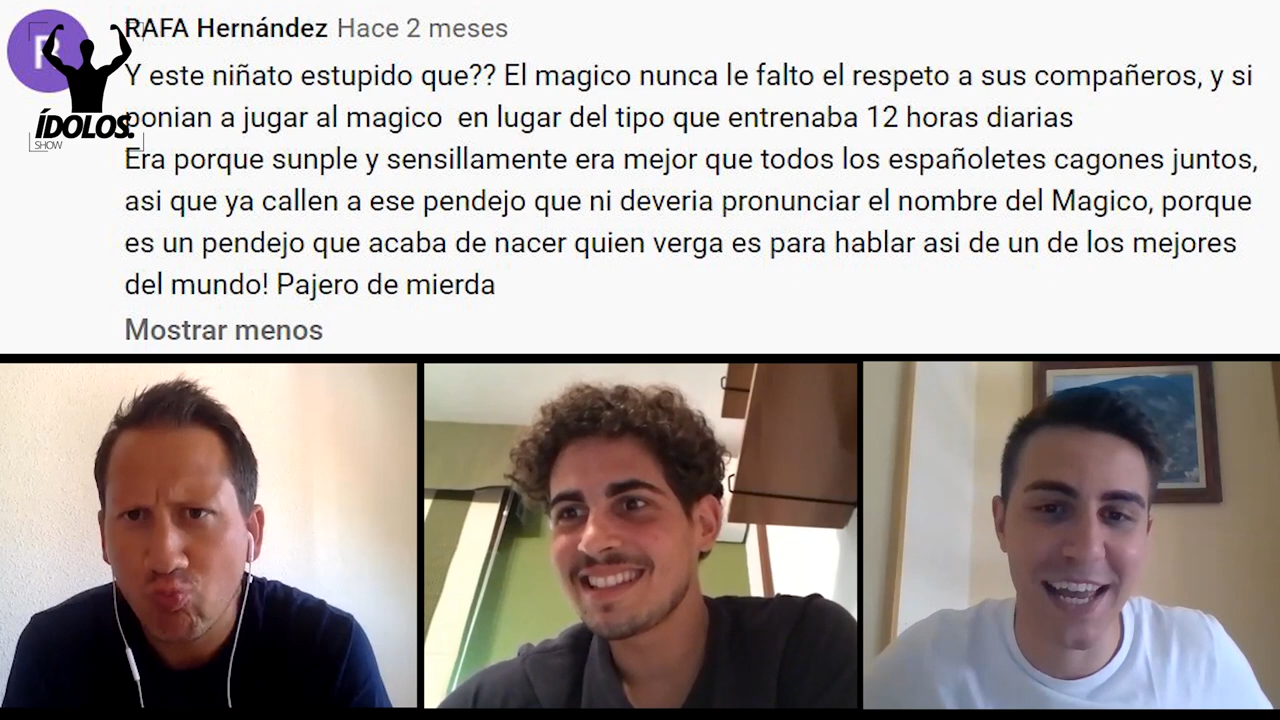 RAFA Hernández Hace 2 meses
Y este niñato estupido que?? El magico nunca le falto el respeto a sus compañeros, y si
ponian a jugar al magico en lugar del tipo que entrenaba 12 horas diarias
Era porque sunple y sensillamente era mejor que todos los españoletes cagones juntos,
asi que ya callen a ese pendejo que ni deveria pronunciar el nombre del Magico, porque
es un pendejo que acaba de nacer quien verga es para hablar asi de un de los mejores
del mundo! Pajero de mierda
Mostrar menos
R
ÍDOLOS.
SHOW